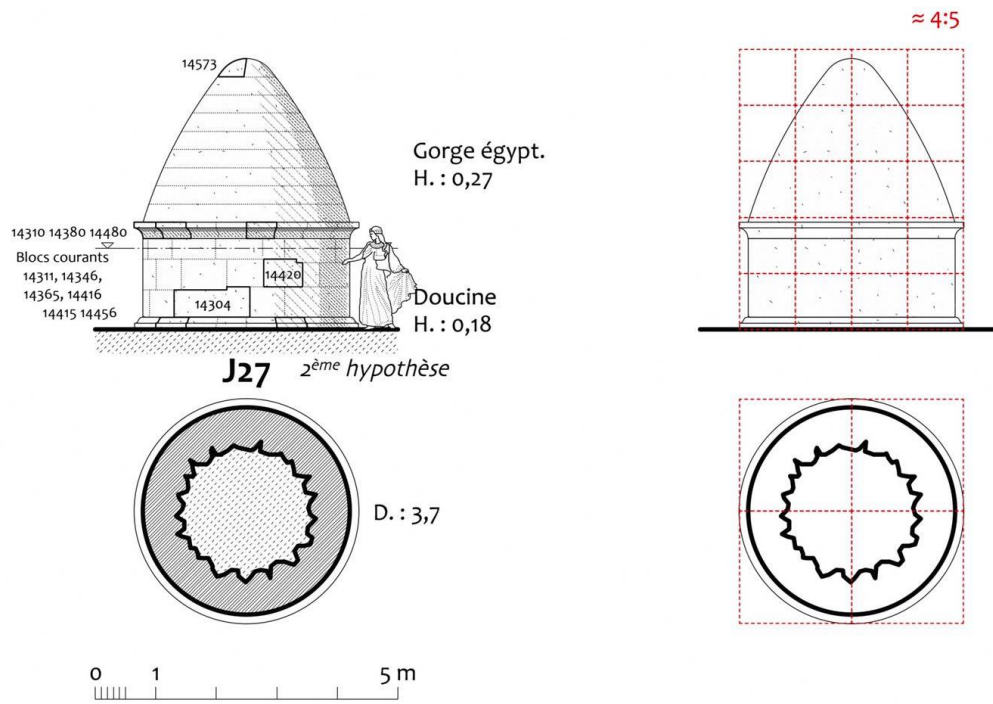 ≈ 4:5
14573
Gorge égypt.
H. : 0,27
14310 14380 14480
Blocs courants
14311, 14346,
14365, 14416
14415 14456
14420
14304
Doucine
H. : 0,18
J27 2ème hypothèse
D. : 3,7
0 1 5 m